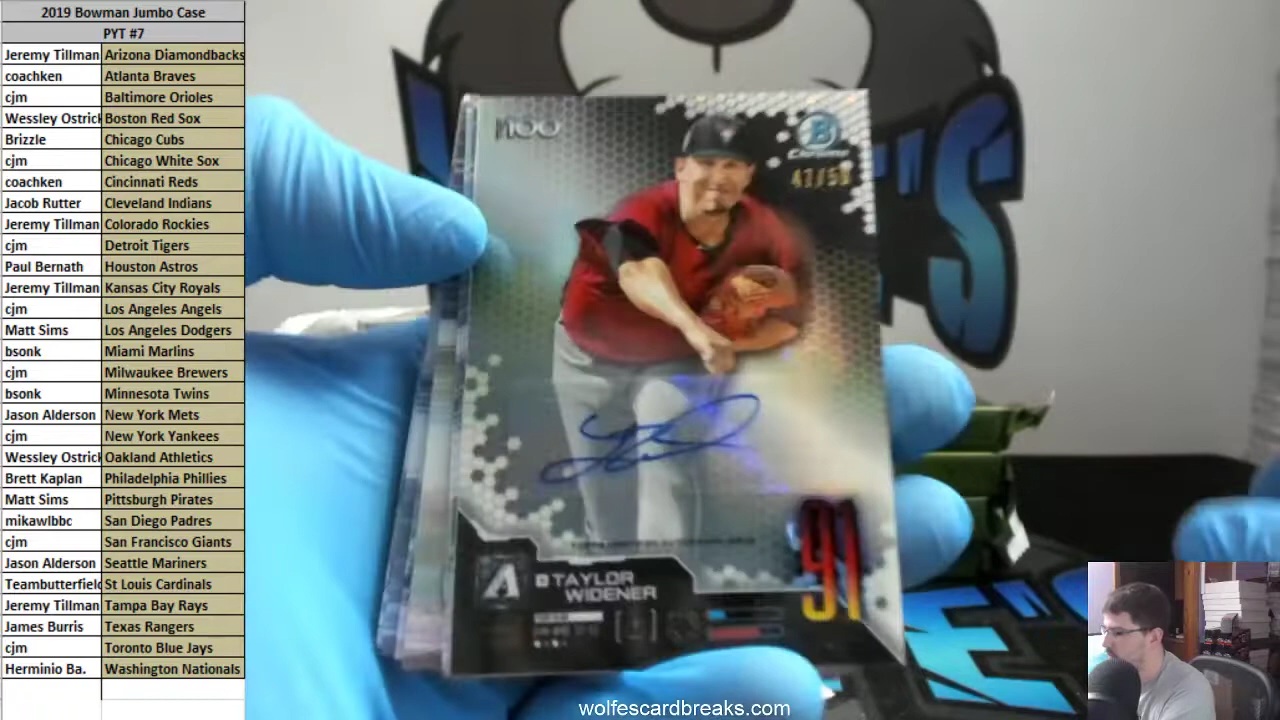 2019 Bowman Jumbo Case
PYT #7
Jeremy Tillman Arizona Diamondbacks
coachken Atlanta Braves
cjm Baltimore Orioles
Wessley Ostrick Boston Red Sox
Brizzle Chicago Cubs
cjm Chicago White Sox
coachken Cincinnati Reds
Jacob Rutter Cleveland Indians
Jeremy Tillman Colorado Rockies
cjm Detroit Tigers
Paul Bernath Houston Astros
Jeremy Tillman Kansas City Royals
cjm Los Angeles Angels
Matt Sims Los Angeles Dodgers
bsonk Miami Marlins
cjm Milwaukee Brewers
bsonk Minnesota Twins
Jason Alderson New York Mets
cjm New York Yankees
Wessley Ostrick Oakland Athletics
Brett Kaplan Philadelphia Phillies
Matt Sims Pittsburgh Pirates
mikawlbbc San Diego Padres
cjm San Francisco Giants
Jason Alderson Seattle Mariners
Teambutterfield St Louis Cardinals
Jeremy Tillman Tampa Bay Rays
James Burris Texas Rangers
cjm Toronto Blue Jays
Herminio Ba. Washington Nationals
100
B
Chrome
47/50
91
A
TAYLOR
WIDENER
wolfescardbreaks.com